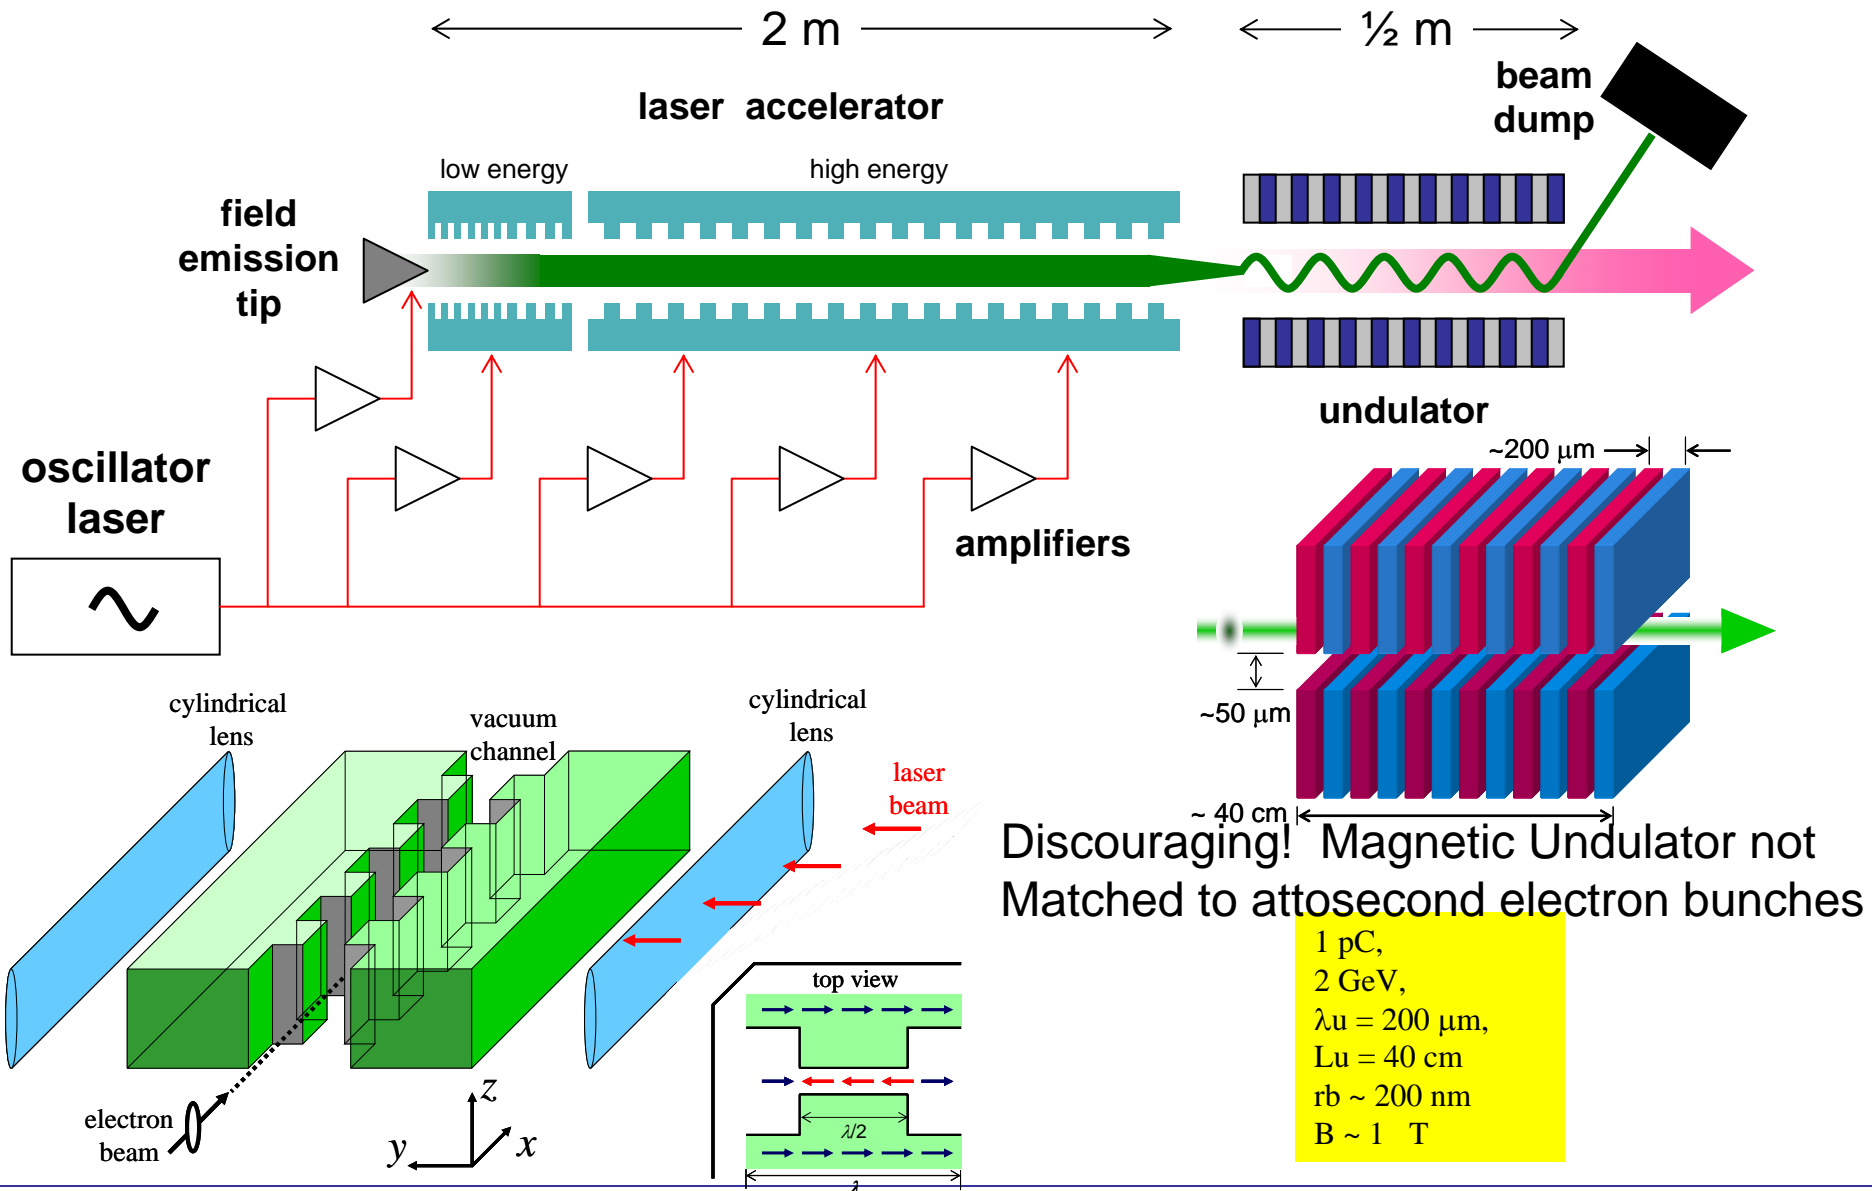 2 m
½ m
laser accelerator
beam
dump
low energy
high energy
field
emission
tip
undulator
oscillator
laser
amplifiers
~200 μm
~50 μm
~ 40 cm
cylindrical
lens
vacuum
channel
cylindrical
lens
laser
beam
electron
beam
z
y
x
top view
λ/2
λ
Discouraging! Magnetic Undulator not
Matched to attosecond electron bunches
1 pC,
2 GeV,
λu = 200 μm,
Lu = 40 cm
rb ~ 200 nm
B ~ 1 T